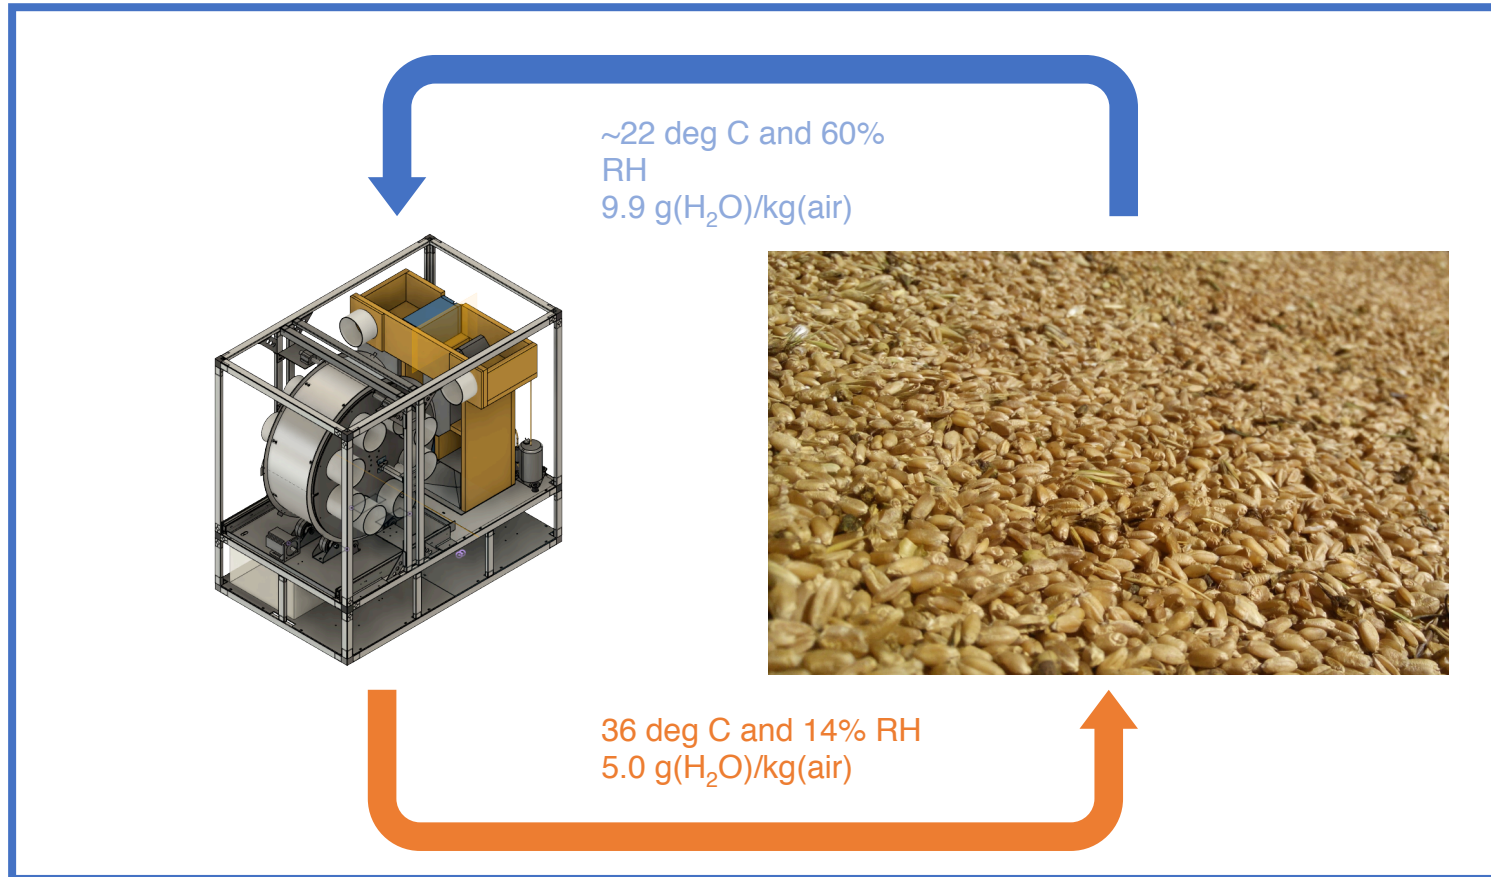 ~22 deg C and 60%
RH
9.9 g(H₂O)/kg(air)
36 deg C and 14% RH
5.0 g(H₂O)/kg(air)